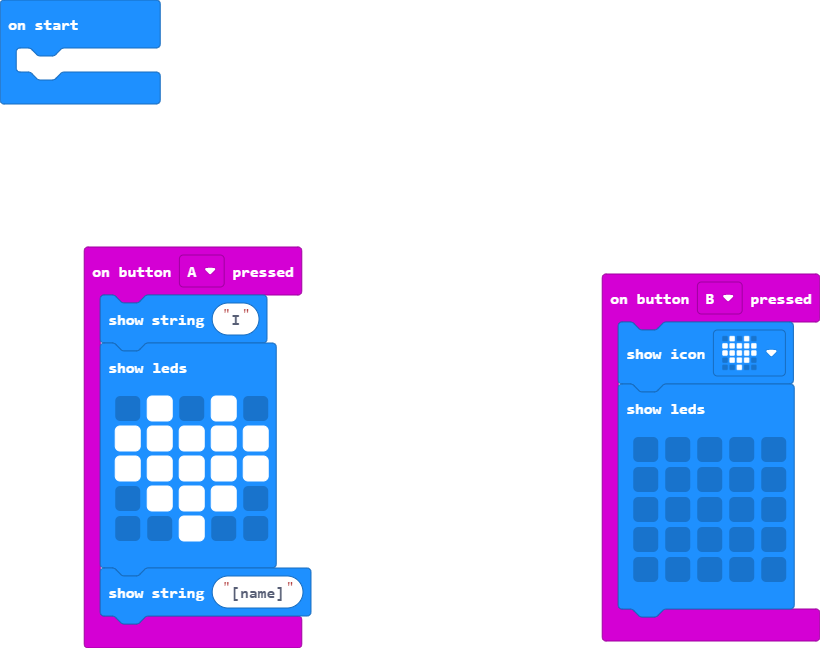 on start
on button A pressed
show string "I"
show leds
show string "[name]"
on button B pressed
show icon
show leds